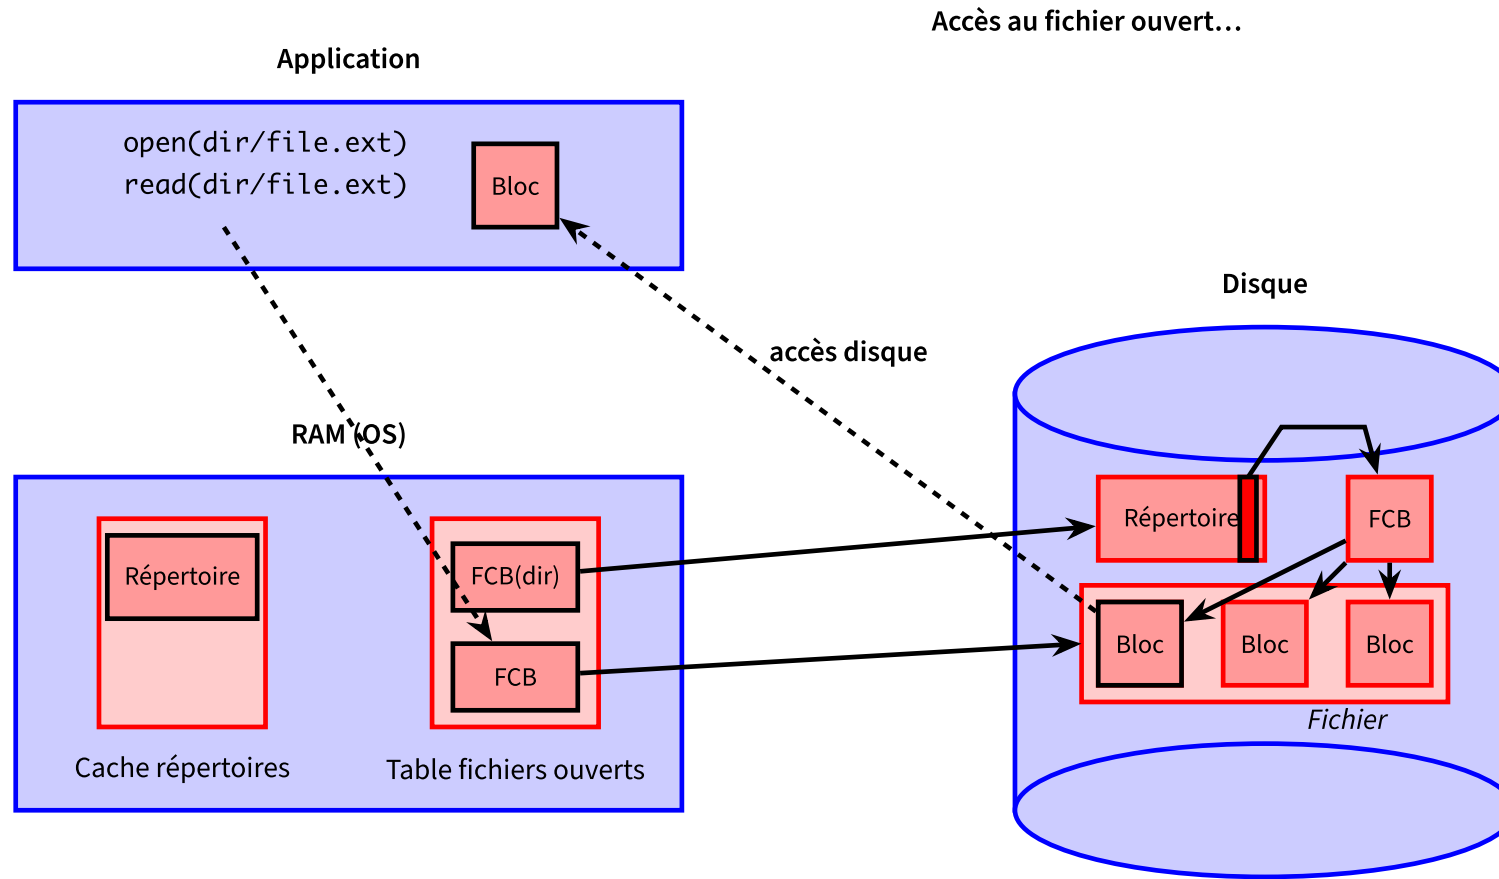 Accès au fichier ouvert…
Application
open(dir/file.ext)
read(dir/file.ext)
Bloc
Disque
accès disque
RAM (OS)
Répertoire
FCB(dir)
FCB
Cache répertoires
Table fichiers ouverts
Répertoire
FCB
Bloc
Bloc
Bloc
Fichier